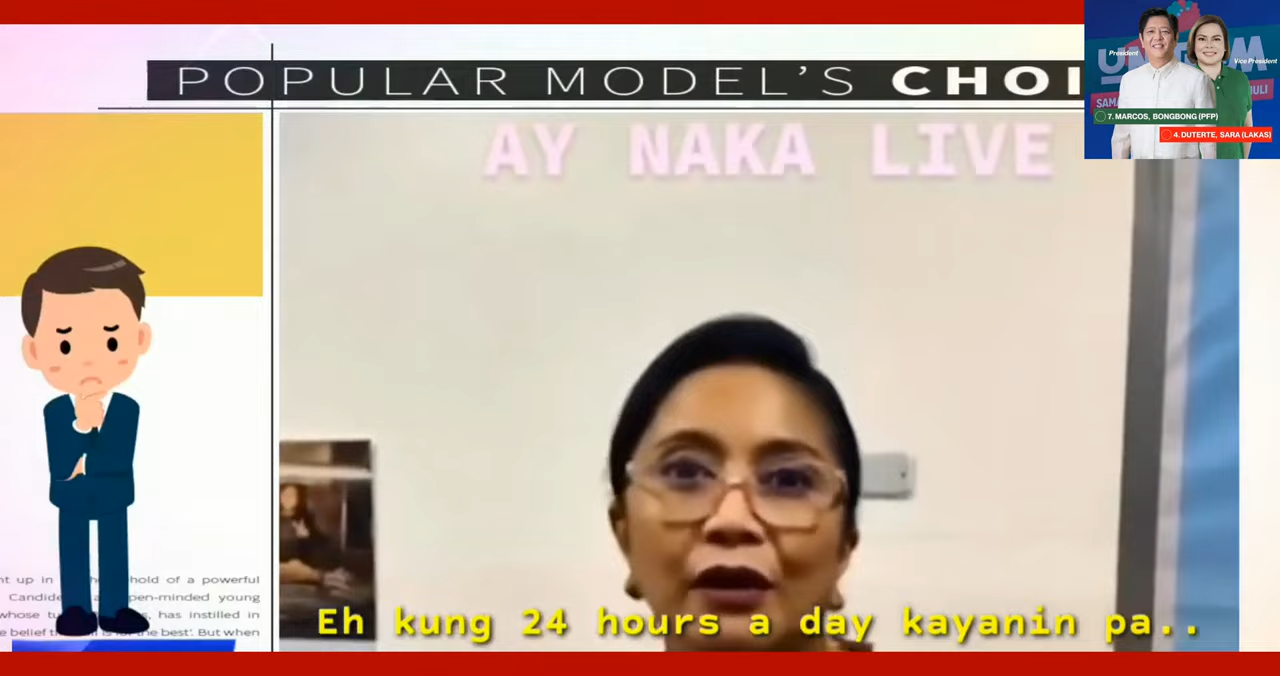 POPULAR MODEL'S CHOI
AY NAKA LIVE
President
Vice President
7. MARCOS, BONGBONG (PFP)
4. DUTERTE, SARA (LAKAS)
of a powerful
Candide pen-minded young
whose has instilled in
belief the best'. But when
Eh kung 24 hours a day kayanin pa..